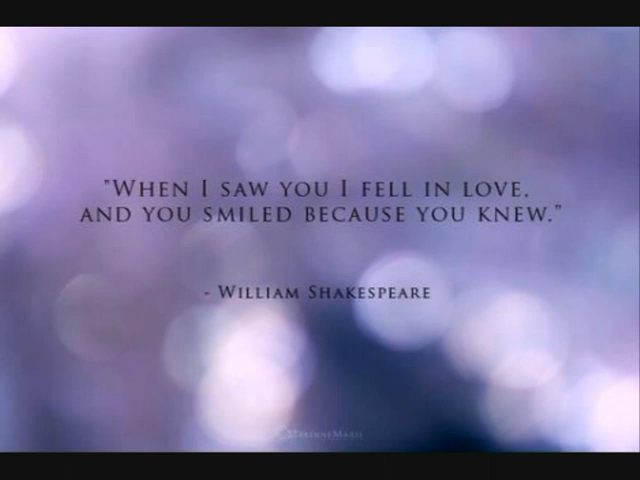 "When I saw you I fell in love,
and you smiled because you knew."
- William Shakespeare